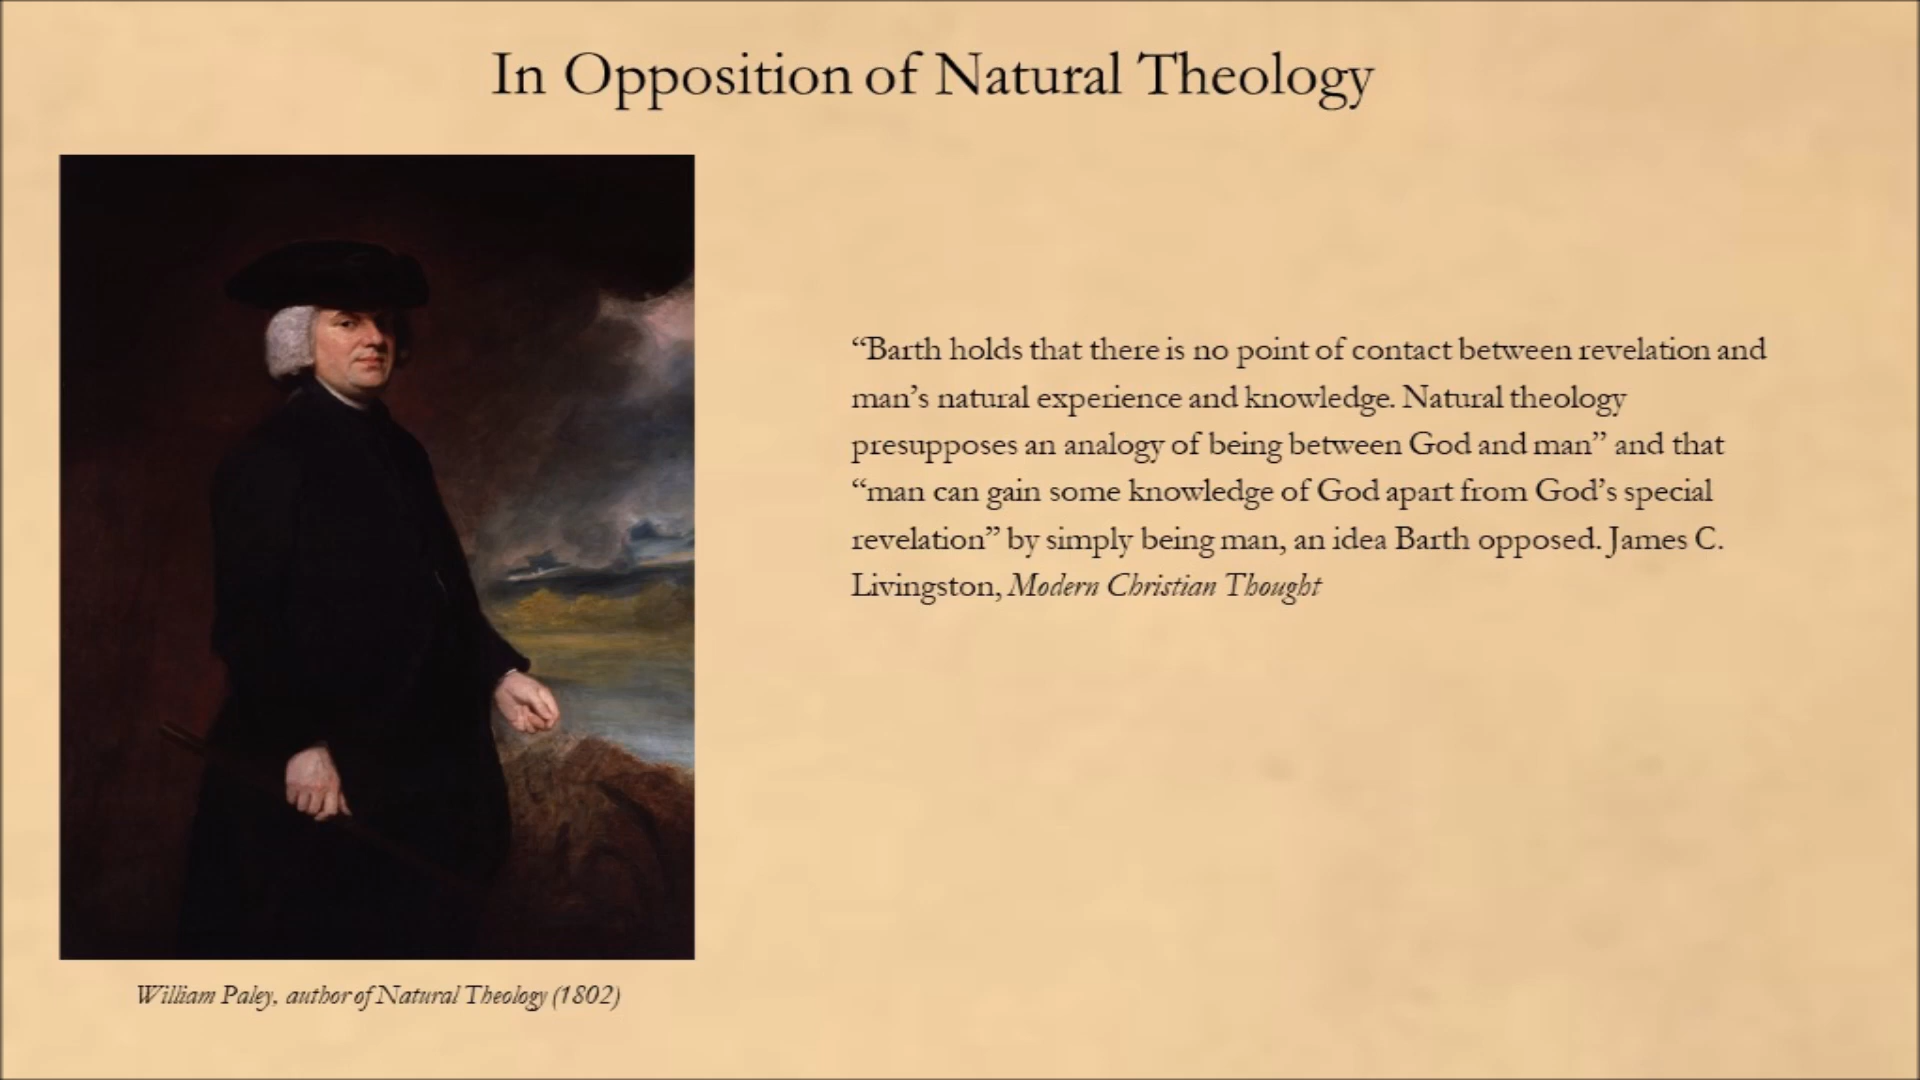 In Opposition of Natural Theology
“Barth holds that there is no point of contact between revelation and
man’s natural experience and knowledge. Natural theology
presupposes an analogy of being between God and man” and that
“man can gain some knowledge of God apart from God’s special
revelation” by simply being man, an idea Barth opposed. James C.
Livingston, Modern Christian Thought
William Paley, author of Natural Theology (1802)